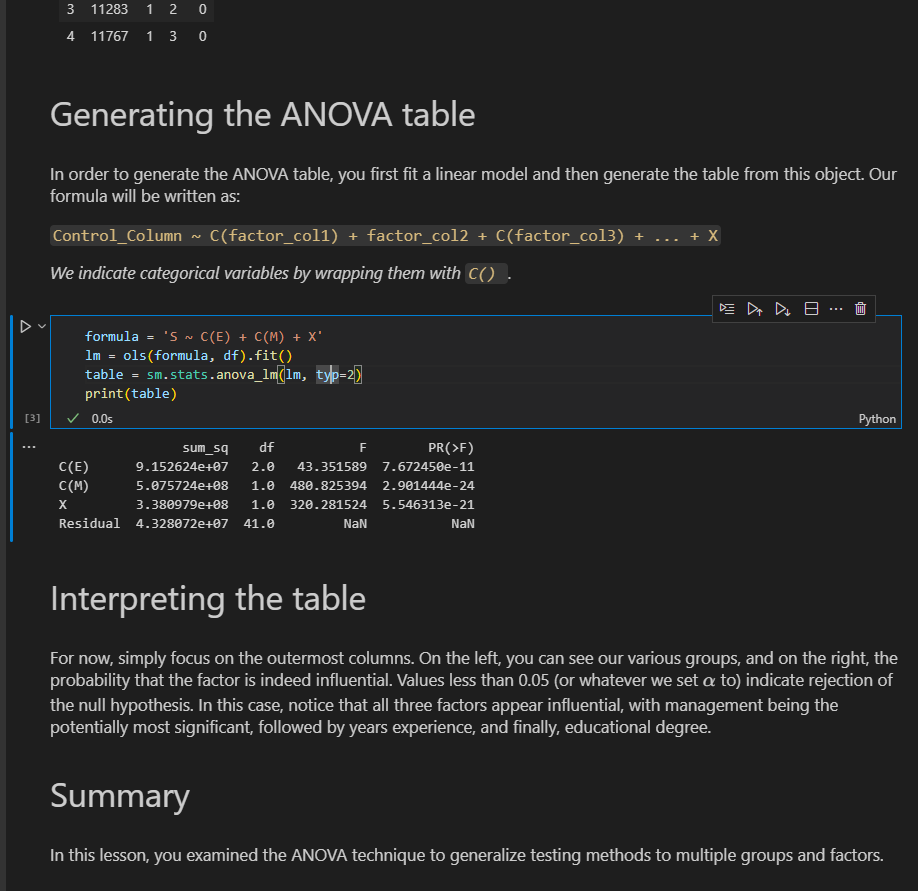 3 11283 1 2 0
4 11767 1 3 0
Generating the ANOVA table
In order to generate the ANOVA table, you first fit a linear model and then generate the table from this object. Our
formula will be written as:
Control_Column ~ C(factor_col1) + factor_col2 + C(factor_col3) + ... + X
We indicate categorical variables by wrapping them with C() .
formula = 'S ~ C(E) + C(M) + X'
lm = ols(formula, df).fit()
table = sm.stats.anova_lm(lm, typ=2)
print(table)
[3] 0.0s Python
sum_sq df F PR(>F)
C(E) 9.152624e+07 2.0 43.351589 7.672450e-11
C(M) 5.075724e+08 1.0 480.825394 2.901444e-24
X 3.380979e+08 1.0 320.281524 5.546313e-21
Residual 4.328072e+07 41.0 NaN NaN
Interpreting the table
For now, simply focus on the outermost columns. On the left, you can see our various groups, and on the right, the
probability that the factor is indeed influential. Values less than 0.05 (or whatever we set α to) indicate rejection of
the null hypothesis. In this case, notice that all three factors appear influential, with management being the
potentially most significant, followed by years experience, and finally, educational degree.
Summary
In this lesson, you examined the ANOVA technique to generalize testing methods to multiple groups and factors.